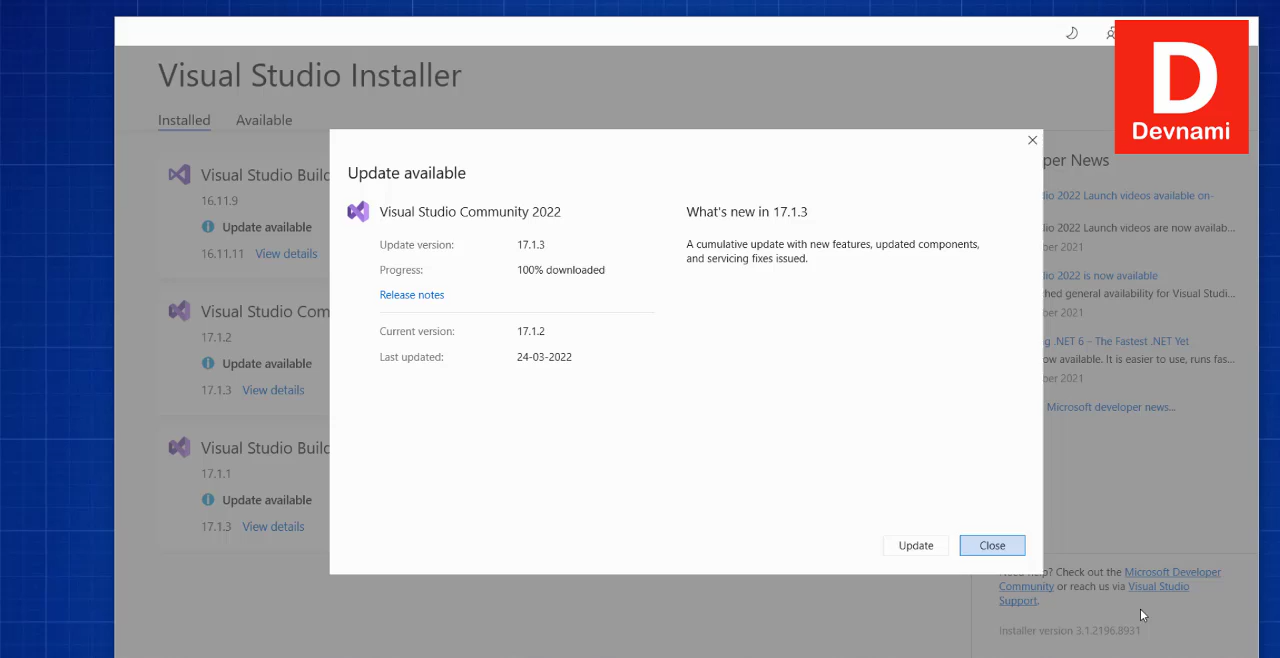 D
Devnami
Visual Studio Installer
Installed Available
Visual Studio Build
16.11.9
Update available
16.11.11 View details
Visual Studio Com
17.1.2
Update available
17.1.3 View details
Visual Studio Build
17.1.1
Update available
17.1.3 View details
Update available
Visual Studio Community 2022
Update version: 17.1.3
Progress: 100% downloaded
Release notes
Current version: 17.1.2
Last updated: 24-03-2022
What's new in 17.1.3
A cumulative update with new features, updated components,
and servicing fixes issued.
Update Close
per News
dio 2022 Launch videos available on-
dio 2022 Launch videos are now availab...
ber 2021
dio 2022 is now available
hed general availability for Visual Studi...
ber 2021
g .NET 6 – The Fastest .NET Yet
ow available. It is easier to use, runs fas...
ber 2021
Microsoft developer news...
Need help? Check out the Microsoft Developer
Community or reach us via Visual Studio
Support.
Installer version 3.1.2196.8931